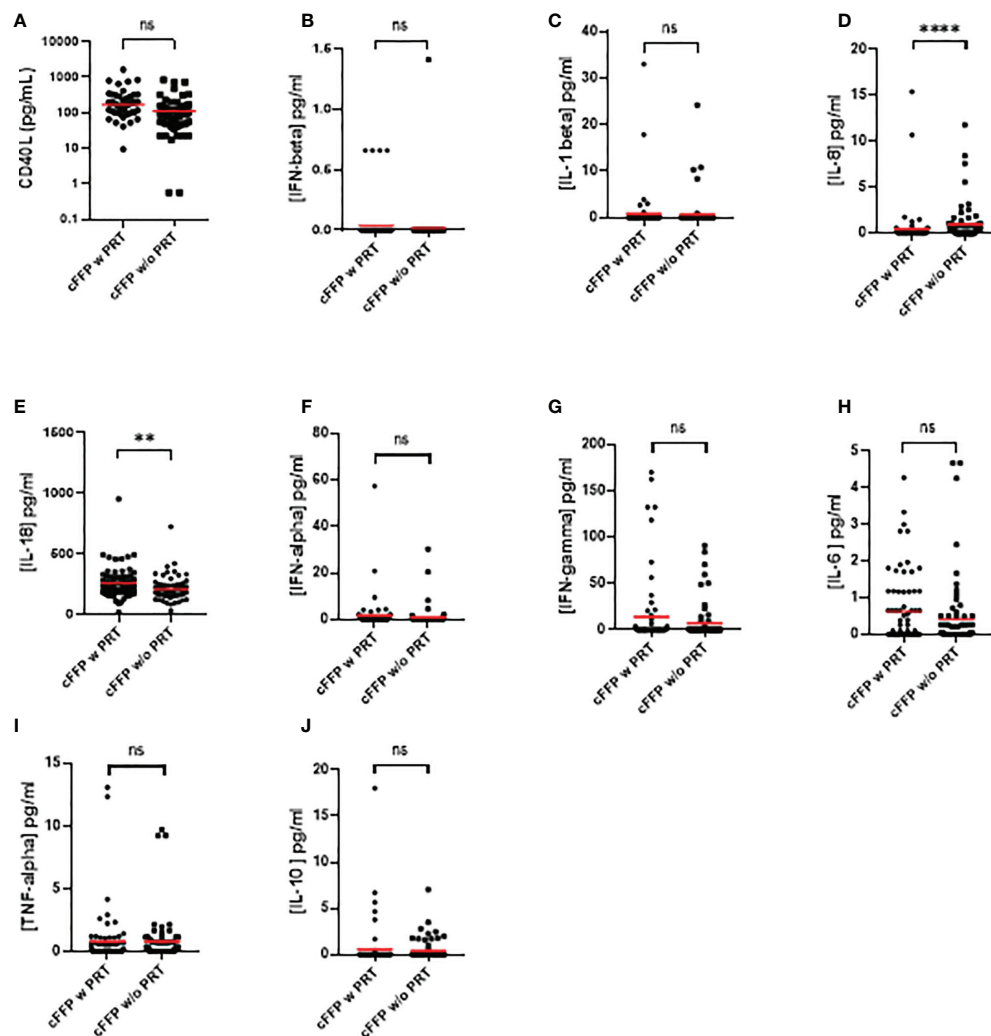 A
ns
CD40L (pg/mL)
10000
1000
100
10
1
0.1
cFFP w PRT
cFFP w/o PRT
B
ns
[IFN-beta] pg/ml
1.6
1.0
0.6
0.0
cFFP w PRT
cFFP w/o PRT
C
ns
[IL-1 beta] pg/ml
40
30
20
10
0
cFFP w PRT
cFFP w/o PRT
D
****
[IL-8] pg/ml
20
15
10
5
0
cFFP w PRT
cFFP w/o PRT
E
**
[IL-18] pg/ml
1500
1000
500
0
cFFP w PRT
cFFP w/o PRT
F
ns
[IFN-alpha] pg/ml
80
60
40
20
0
cFFP w PRT
cFFP w/o PRT
G
ns
[IFN-gamma] pg/ml
200
150
100
50
0
cFFP w PRT
cFFP w/o PRT
H
ns
[IL-6 ] pg/ml
5
4
3
2
1
0
cFFP w PRT
cFFP w/o PRT
I
ns
[TNF-alpha] pg/ml
15
10
5
0
cFFP w PRT
cFFP w/o PRT
J
ns
[IL-10 ] pg/ml
20
15
10
5
0
cFFP w PRT
cFFP w/o PRT